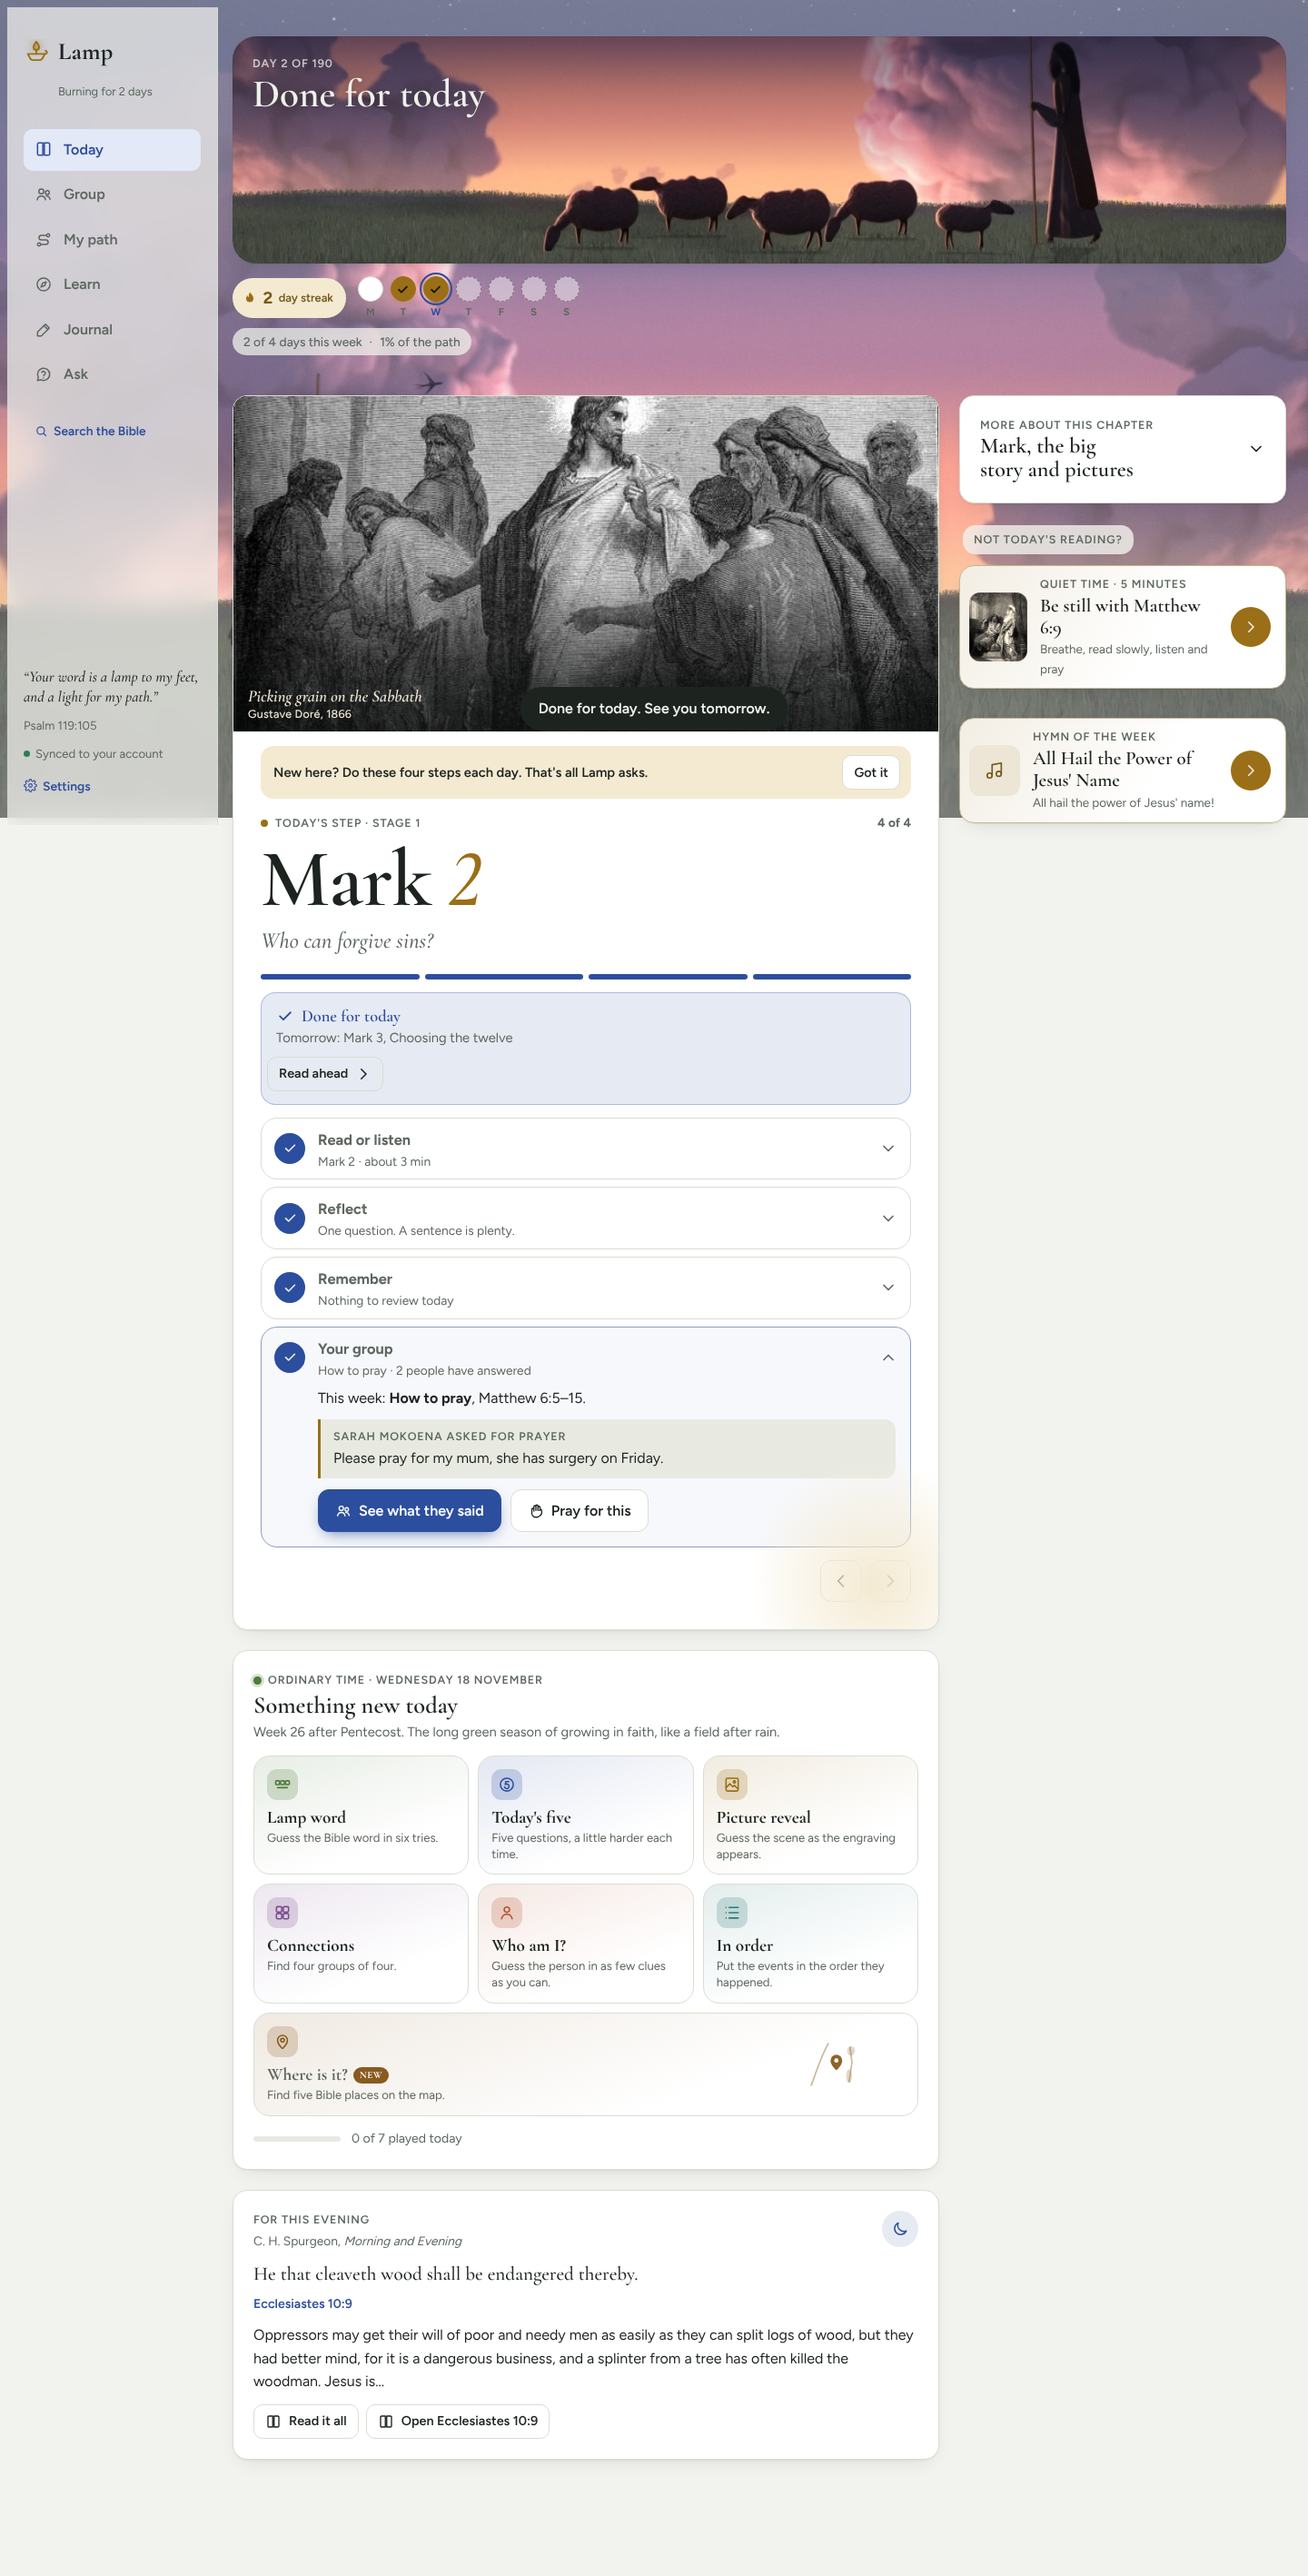 Lamp
Burning for 2 days
Today
Group
My path
Learn
Journal
Ask
Search the Bible
“Your word is a lamp to my feet,
and a light for my path.”
Psalm 119:105
Synced to your account
Settings
DAY 2 OF 190
Done for today
2 day streak
M T W T F S S
2 of 4 days this week · 1% of the path
Picking grain on the Sabbath
Gustave Doré, 1866
Done for today. See you tomorrow.
New here? Do these four steps each day. That's all Lamp asks.
Got it
TODAY'S STEP · STAGE 1
4 of 4
Mark 2
Who can forgive sins?
Done for today
Tomorrow: Mark 3, Choosing the twelve
Read ahead
Read or listen
Mark 2 · about 3 min
Reflect
One question. A sentence is plenty.
Remember
Nothing to review today
Your group
How to pray · 2 people have answered
This week: How to pray, Matthew 6:5–15.
SARAH MOKOENA ASKED FOR PRAYER
Please pray for my mum, she has surgery on Friday.
See what they said
Pray for this
MORE ABOUT THIS CHAPTER
Mark, the big
story and pictures
NOT TODAY'S READING?
QUIET TIME · 5 MINUTES
Be still with Matthew
6:9
Breathe, read slowly, listen and
pray
HYMN OF THE WEEK
All Hail the Power of
Jesus' Name
All hail the power of Jesus' name!
ORDINARY TIME · WEDNESDAY 18 NOVEMBER
Something new today
Week 26 after Pentecost. The long green season of growing in faith, like a field after rain.
Lamp word
Guess the Bible word in six tries.
5
Today's five
Five questions, a little harder each
time.
Picture reveal
Guess the scene as the engraving
appears.
Connections
Find four groups of four.
Who am I?
Guess the person in as few clues
as you can.
In order
Put the events in the order they
happened.
Where is it? NEW
Find five Bible places on the map.
0 of 7 played today
FOR THIS EVENING
C. H. Spurgeon, Morning and Evening
He that cleaveth wood shall be endangered thereby.
Ecclesiastes 10:9
Oppressors may get their will of poor and needy men as easily as they can split logs of wood, but they
had better mind, for it is a dangerous business, and a splinter from a tree has often killed the
woodman. Jesus is...
Read it all
Open Ecclesiastes 10:9